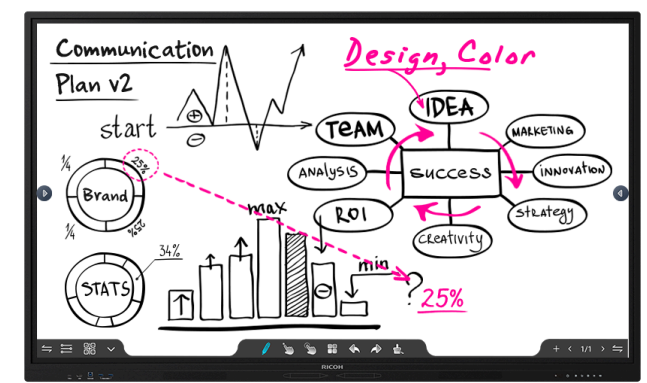 Communication
Plan v2
Design, Color
start
IDEA
TeAM
MARKETING
ANALYSIS
SUCCESS
INNOVATION
ROI
STRATEGY
CREATIVITY
1/4
25%
Brand
1/4
25%
34%
STATS
max
min
?
25%
+
-
-
1/1
RICOH